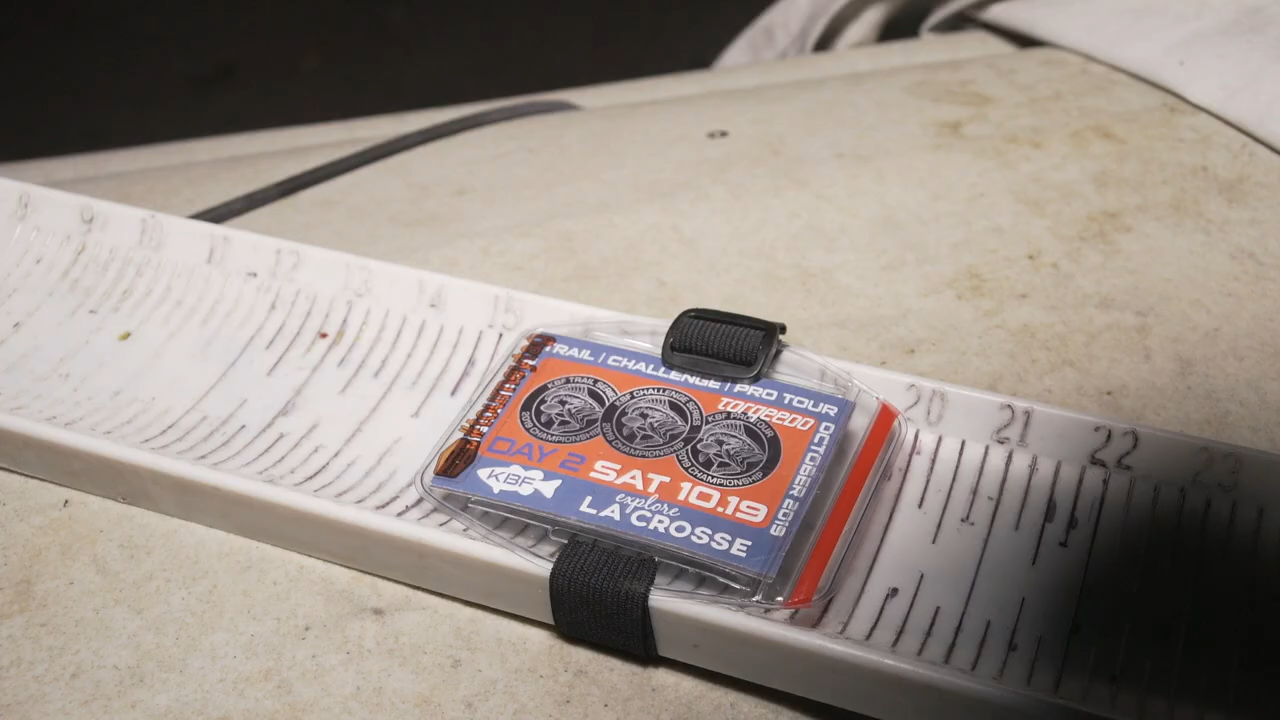 8 9 10 11 12 13 14 15 20 21 22 23
TRAIL | CHALLENGE | PRO TOUR
torqeedo
OCTOBER 2019
KBF TRAIL SERIES
2019 CHAMPIONSHIP
KBF CHALLENGE SERIES
2019 CHAMPIONSHIP
KBF PRO TOUR
2019 CHAMPIONSHIP
DAY 2 SAT 10.19
KBF
explore
LA CROSSE